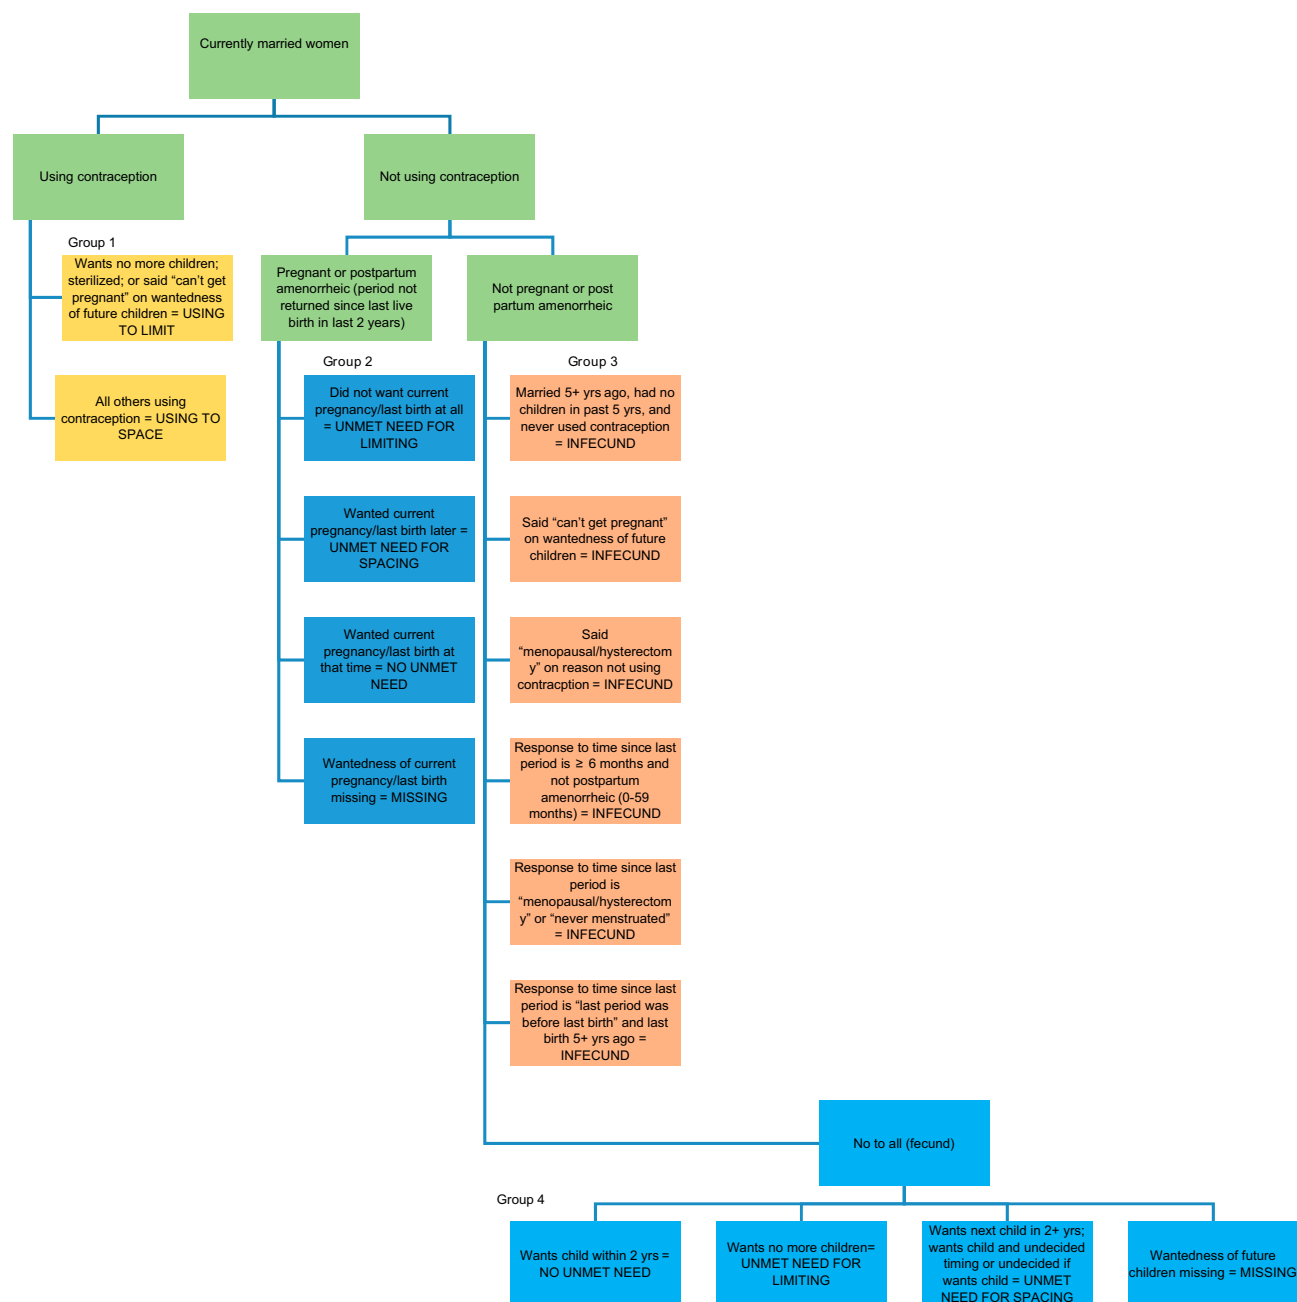 Currently married women
Using contraception
Not using contraception
Group 1
Wants no more children;
sterilized; or said “can’t get
pregnant” on wantedness
of future children = USING
TO LIMIT
All others using
contraception = USING TO
SPACE
Pregnant or postpartum
amenorrheic (period not
returned since last live
birth in last 2 years)
Not pregnant or post
partum amenorrheic
Group 2
Did not want current
pregnancy/last birth at all
= UNMET NEED FOR
LIMITING
Wanted current
pregnancy/last birth later =
UNMET NEED FOR
SPACING
Wanted current
pregnancy/last birth at
that time = NO UNMET
NEED
Wantedness of current
pregnancy/last birth
missing = MISSING
Group 3
Married 5+ yrs ago, had no
children in past 5 yrs, and
never used contraception
= INFECUND
Said “can’t get pregnant”
on wantedness of future
children = INFECUND
Said
“menopausal/hysterectom
y” on reason not using
contracption = INFECUND
Response to time since last
period is ≥ 6 months and
not postpartum
amenorrheic (0-59
months) = INFECUND
Response to time since last
period is
“menopausal/hysterectom
y” or “never menstruated”
= INFECUND
Response to time since last
period is “last period was
before last birth” and last
birth 5+ yrs ago =
INFECUND
No to all (fecund)
Group 4
Wants child within 2 yrs =
NO UNMET NEED
Wants no more children=
UNMET NEED FOR
LIMITING
Wants next child in 2+ yrs;
wants child and undecided
timing or undecided if
wants child = UNMET
NEED FOR SPACING
Wantedness of future
children missing = MISSING